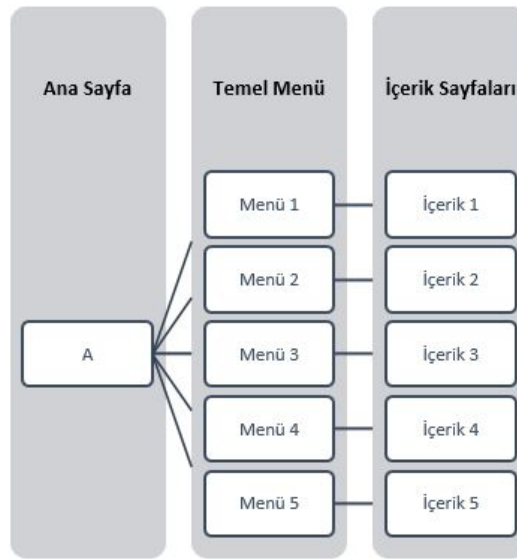 Ana Sayfa
Temel Menü
İçerik Sayfaları
A
Menü 1
İçerik 1
Menü 2
İçerik 2
Menü 3
İçerik 3
Menü 4
İçerik 4
Menü 5
İçerik 5